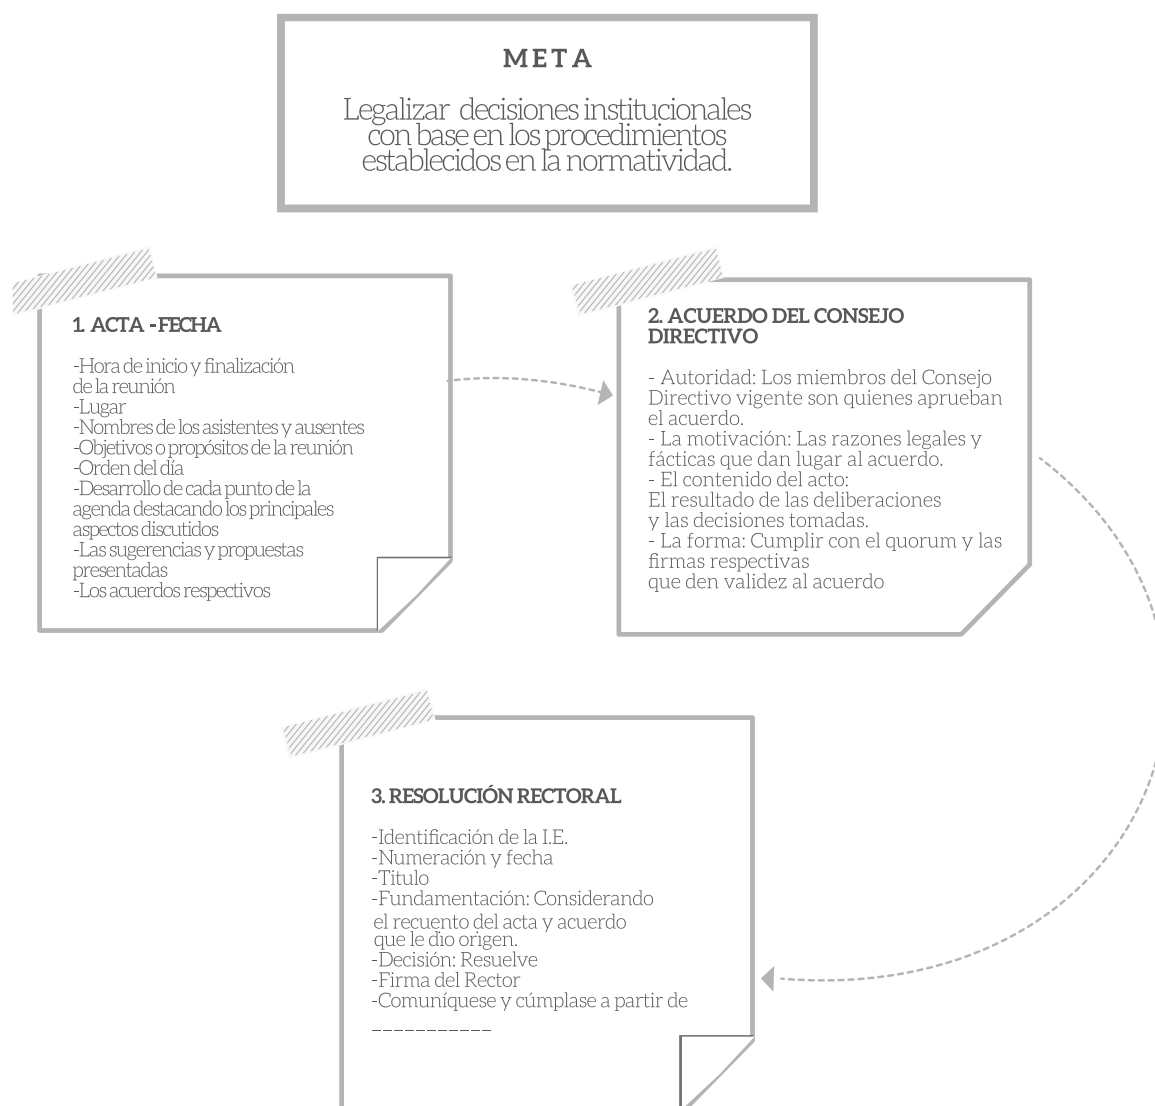 META
Legalizar decisiones institucionales
con base en los procedimientos
establecidos en la normatividad.
1. ACTA - FECHA
-Hora de inicio y finalización
de la reunión
-Lugar
-Nombres de los asistentes y ausentes
-Objetivos o propósitos de la reunión
-Orden del día
-Desarrollo de cada punto de la
agenda destacando los principales
aspectos discutidos
-Las sugerencias y propuestas
presentadas
-Los acuerdos respectivos
2. ACUERDO DEL CONSEJO
DIRECTIVO
- Autoridad: Los miembros del Consejo
Directivo vigente son quienes aprueban
el acuerdo.
- La motivación: Las razones legales y
fácticas que dan lugar al acuerdo.
- El contenido del acto:
El resultado de las deliberaciones
y las decisiones tomadas.
- La forma: Cumplir con el quorum y las
firmas respectivas
que den validez al acuerdo
3. RESOLUCIÓN RECTORAL
-Identificación de la I.E.
-Numeración y fecha
-Titulo
-Fundamentación: Considerando
el recuento del acta y acuerdo
que le dio origen.
-Decisión: Resuelve
-Firma del Rector
-Comuníquese y cúmplase a partir de
___________